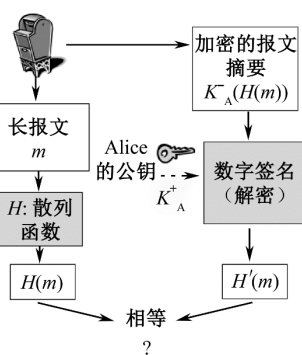 加密的报文
摘要
K⁻A(H(m))
长报文
m
Alice
的公钥
K⁺A
数字签名
（解密）
H: 散列
函数
H(m)
H′(m)
相等
?